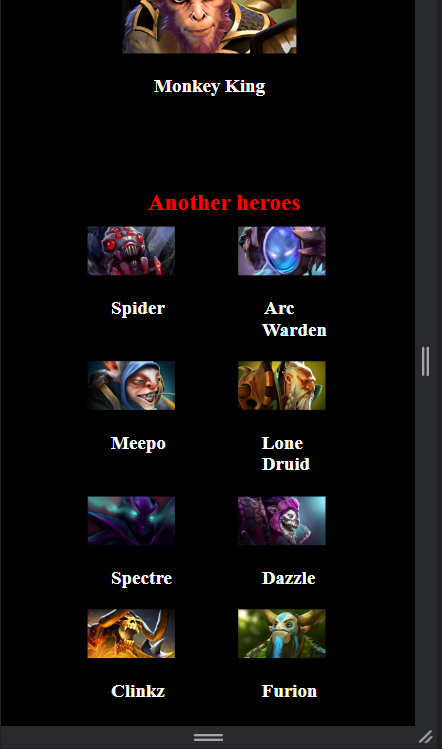 Monkey King
Another heroes
Spider
Arc
Warden
Meepo
Lone
Druid
Spectre
Dazzle
Clinkz
Furion